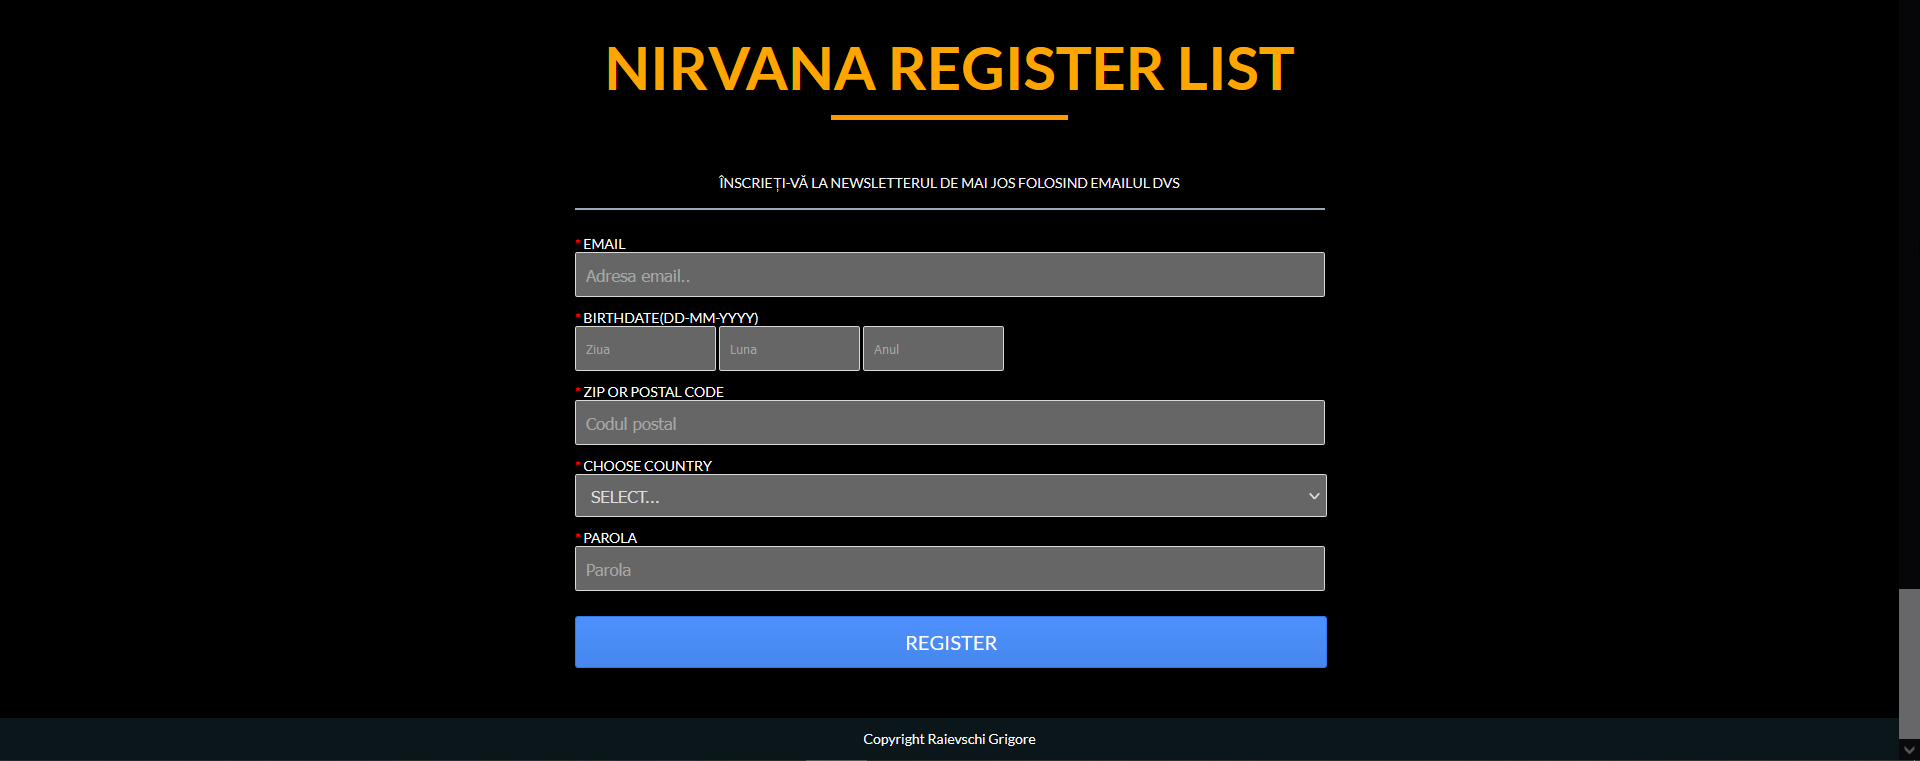 NIRVANA REGISTER LIST
ÎNSCRIEȚI-VĂ LA NEWSLETTERUL DE MAI JOS FOLOSIND EMAILUL DVS
* EMAIL
Adresa email..
* BIRTHDATE(DD-MM-YYYY)
Ziua Luna Anul
* ZIP OR POSTAL CODE
Codul postal
* CHOOSE COUNTRY
SELECT...
* PAROLA
Parola
REGISTER
Copyright Raievschi Grigore